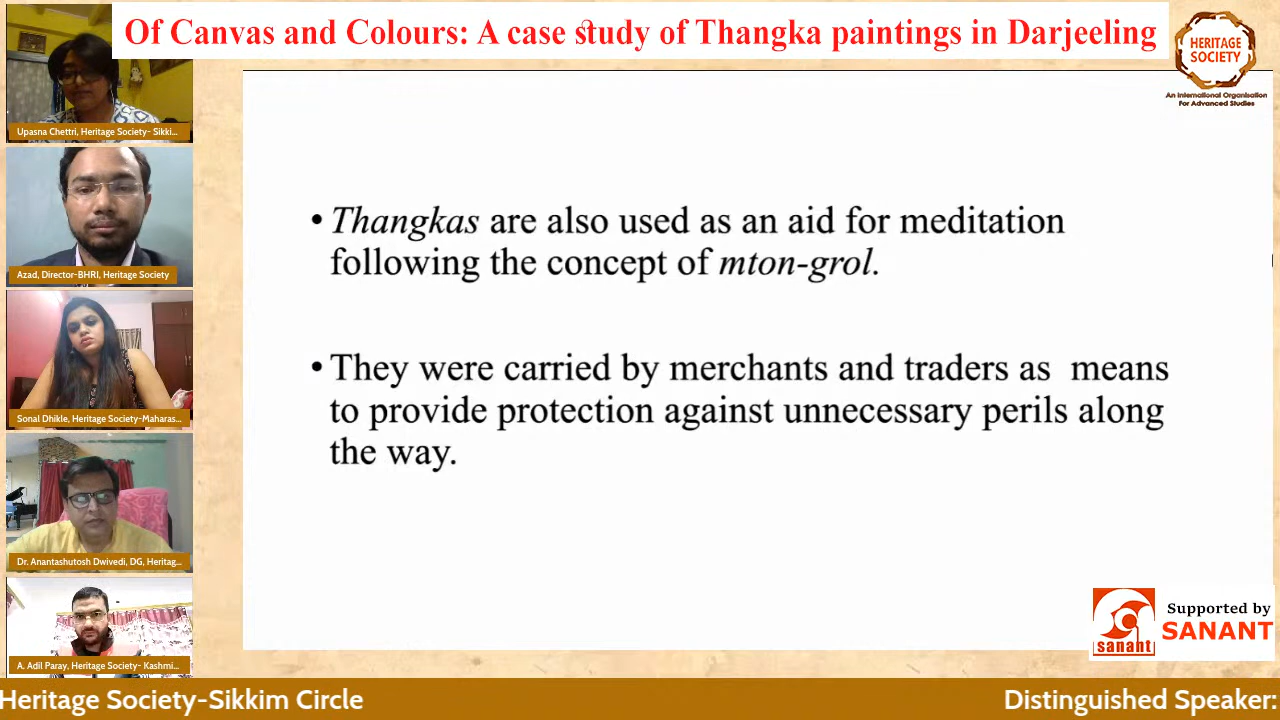 Of Canvas and Colours: A case study of Thangka paintings in Darjeeling
HERITAGE
SOCIETY
An International Organisation
For Advanced Studies
Upasna Chettri, Heritage Society- Sikki...
Azad, Director-BHRI, Heritage Society
Sonal Dhikle, Heritage Society-Maharas...
Dr. Anantashutosh Dwivedi, DG, Heritag...
A. Adil Paray, Heritage Society- Kashmi...
• Thangkas are also used as an aid for meditation
following the concept of mton-grol.
• They were carried by merchants and traders as means
to provide protection against unnecessary perils along
the way.
sanant
Supported by
SANANT
Heritage Society-Sikkim Circle
Distinguished Speaker: